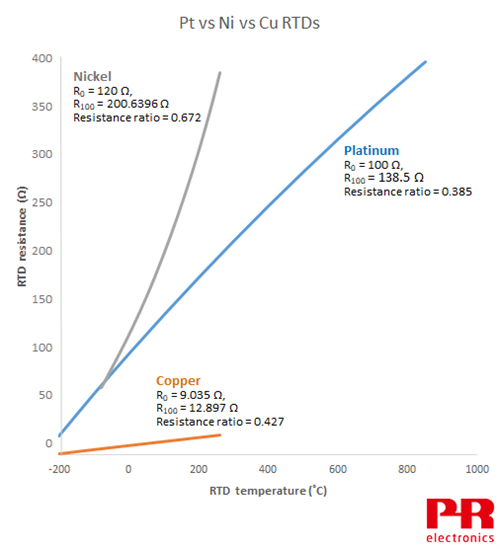 Pt vs Ni vs Cu RTDs
400
350
300
250
200
150
100
50
0
RTD resistance (Ω)
Nickel
R₀ = 120 Ω,
R₁₀₀ = 200.6396 Ω
Resistance ratio = 0.672
Platinum
R₀ = 100 Ω,
R₁₀₀ = 138.5 Ω
Resistance ratio = 0.385
Copper
R₀ = 9.035 Ω,
R₁₀₀ = 12.897 Ω
Resistance ratio = 0.427
-200
0
200
400
600
800
1000
RTD temperature (˚C)
PR
electronics